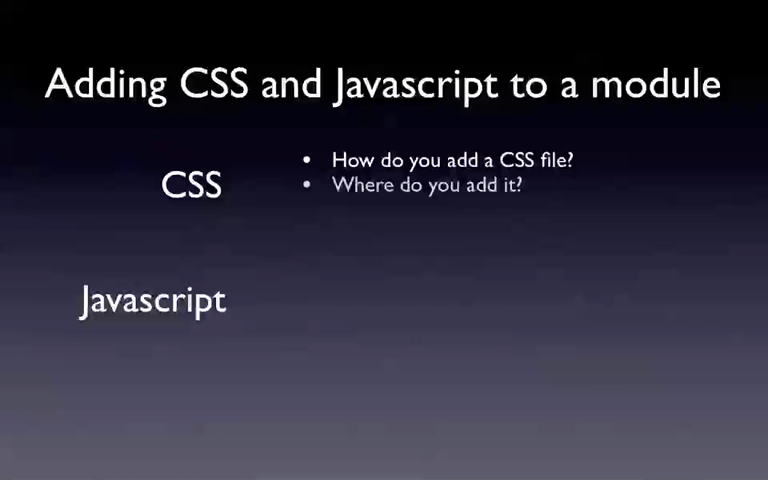 Adding CSS and Javascript to a module
CSS
• How do you add a CSS file?
• Where do you add it?
Javascript